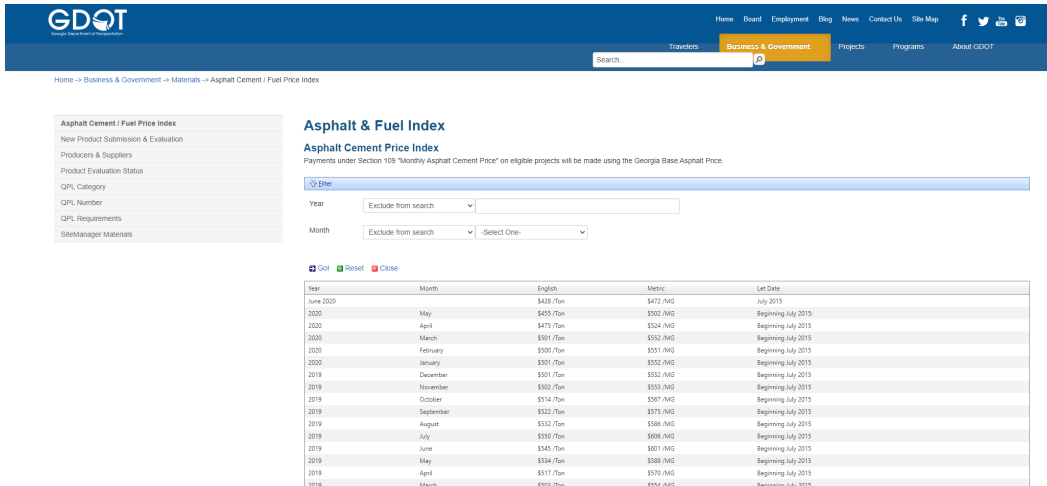 GDOT
Georgia Department of Transportation
Home Board Employment Blog News Contact Us Site Map
You Tube
Travelers Business & Government Projects Programs About GDOT
Search...
Home -> Business & Government -> Materials -> Asphalt Cement / Fuel Price Index
Asphalt Cement / Fuel Price Index
New Product Submission & Evaluation
Producers & Suppliers
Product Evaluation Status
QPL Category
QPL Number
QPL Requirements
SiteManager Materials
Asphalt & Fuel Index
Asphalt Cement Price Index
Payments under Section 109 "Monthly Asphalt Cement Price" on eligible projects will be made using the Georgia Base Asphalt Price.
Filter
Year Exclude from search
Month Exclude from search -Select One-
Go! Reset Close
Year Month English Metric Let Date
June 2020 $428 /Ton $472 /MG July 2015
2020 May $455 /Ton $502 /MG Beginning July 2015:
2020 April $475 /Ton $524 /MG Beginning July 2015
2020 March $501 /Ton $552 /MG Beginning July 2015
2020 February $500 /Ton $551 /MG Beginning July 2015
2020 January $501 /Ton $552 /MG Beginning July 2015
2019 December $501 /Ton $552 /MG Beginning July 2015
2019 November $502 /Ton $553 /MG Beginning July 2015
2019 October $514 /Ton $567 /MG Beginning July 2015
2019 September $522 /Ton $575 /MG Beginning July 2015
2019 August $532 /Ton $586 /MG Beginning July 2015
2019 July $550 /Ton $606 /MG Beginning July 2015
2019 June $545 /Ton $601 /MG Beginning July 2015
2019 May $534 /Ton $589 /MG Beginning July 2015
2019 April $517 /Ton $570 /MG Beginning July 2015
2019 March $503 /Ton $554 /MG Beginning July 2015